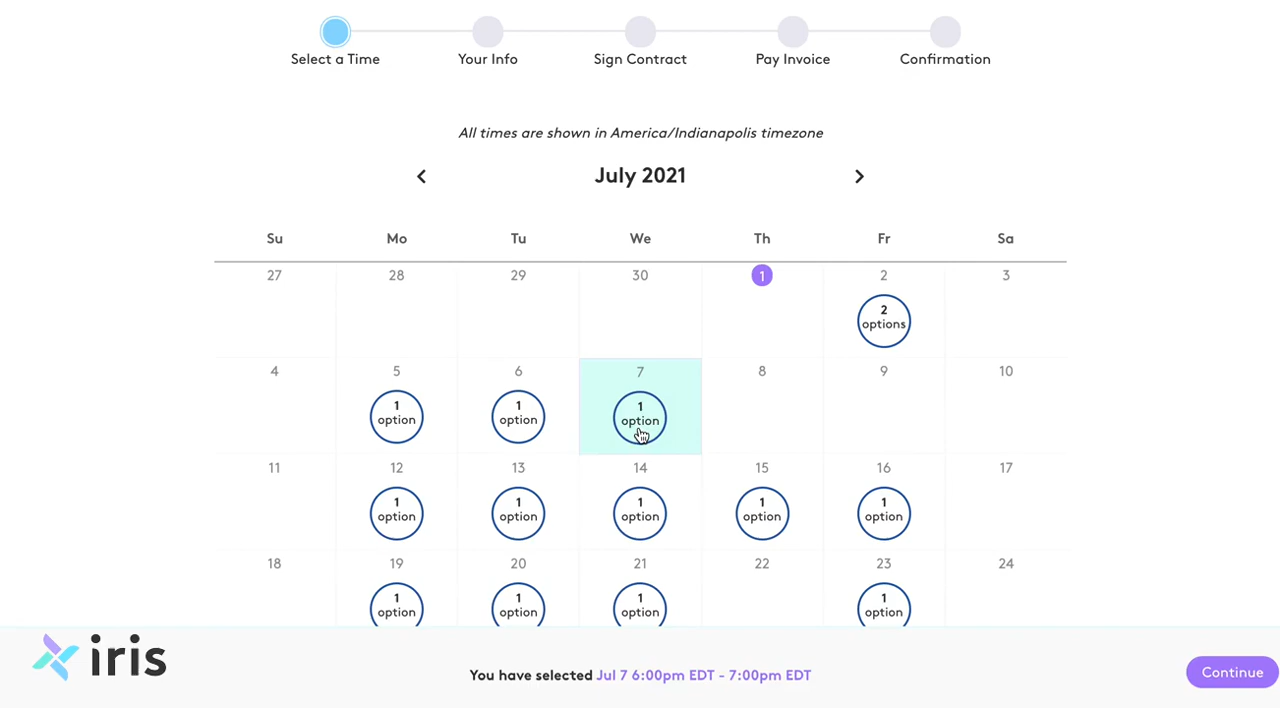 Select a Time Your Info Sign Contract Pay Invoice Confirmation
All times are shown in America/Indianapolis timezone
July 2021
Su Mo Tu We Th Fr Sa
27 28 29 30 1 2 3
2
options
4 5 6 7 8 9 10
1 1 1
option option option
11 12 13 14 15 16 17
1 1 1 1 1
option option option option option
18 19 20 21 22 23 24
1 1 1 1
option option option option
iris
You have selected Jul 7 6:00pm EDT - 7:00pm EDT
Continue